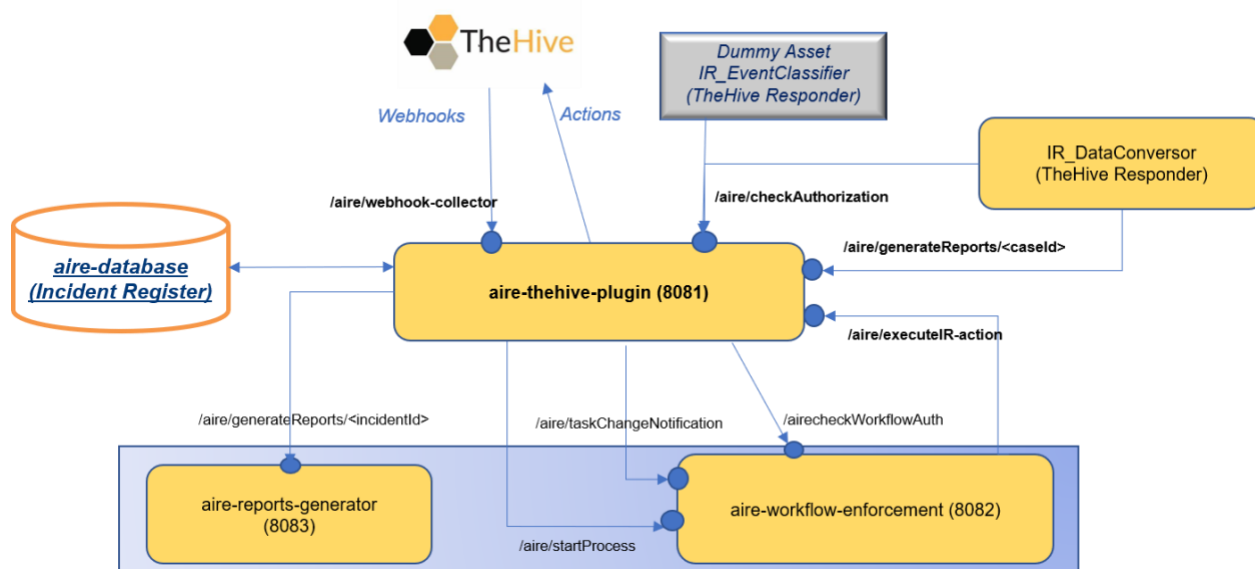 TheHive
Dummy Asset
IR_EventClassifier
(TheHive Responder)
Webhooks
Actions
IR_DataConversor
(TheHive Responder)
/aire/webhook-collector
/aire/checkAuthorization
/aire/generateReports/<caseId>
aire-database
(Incident Register)
aire-thehive-plugin (8081)
/aire/executeIR-action
/aire/generateReports/<incidentId>
/aire/taskChangeNotification
/airecheckWorkflowAuth
aire-reports-generator
(8083)
aire-workflow-enforcement (8082)
/aire/startProcess